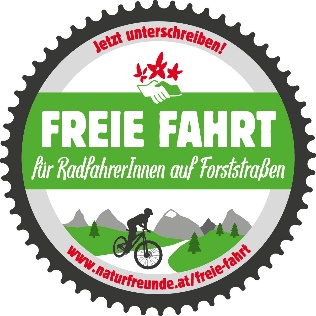 Jetzt unterschreiben!
FREIE FAHRT
für RadfahrerInnen auf Forststraßen
www.naturfreunde.at/freie-fahrt